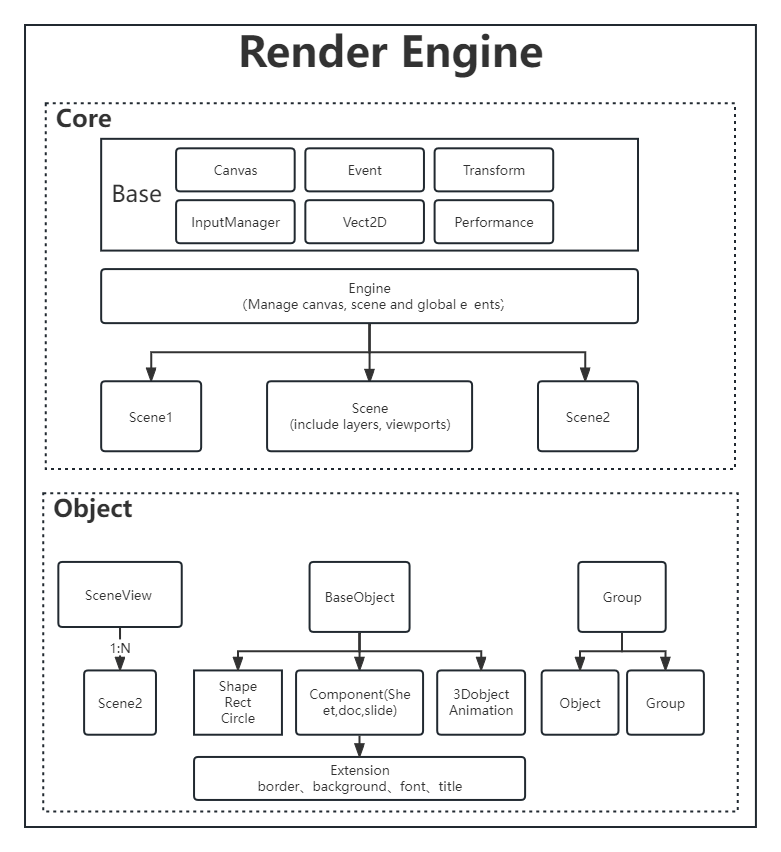 Render Engine
Core
Base
Canvas
Event
Transform
InputManager
Vect2D
Performance
Engine
(Manage canvas, scene and global e ents)
Scene1
Scene
(include layers, viewports)
Scene2
Object
SceneView
BaseObject
Group
1:N
Scene2
Shape
Rect
Circle
Component(She
et,doc,slide)
3Dobject
Animation
Object
Group
Extension
border、background、font、title